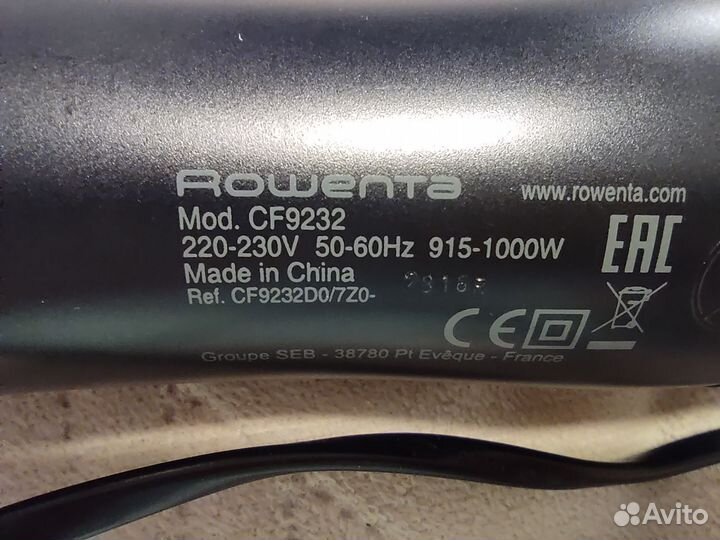 Rowenta
www.rowenta.com
Mod. CF9232
220-230V 50-60Hz 915-1000W
Made in China
Ref. CF9232D0/7Z0-
EAC
CE
Groupe SEB - 38780 Pt Evêque - France
Avito